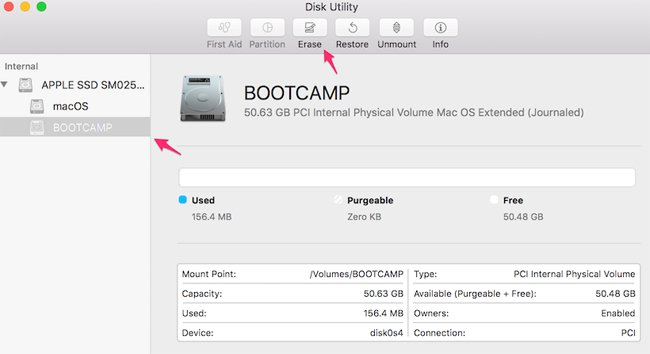 Disk Utility
First Aid Partition Erase Restore Unmount Info
Internal
APPLE SSD SM025...
macOS
BOOTCAMP
BOOTCAMP
50.63 GB PCI Internal Physical Volume Mac OS Extended (Journaled)
Used Purgeable Free
156.4 MB Zero KB 50.48 GB
Mount Point: /Volumes/BOOTCAMP Type: PCI Internal Physical Volume
Capacity: 50.63 GB Available (Purgeable + Free): 50.48 GB
Used: 156.4 MB Owners: Enabled
Device: disk0s4 Connection: PCI